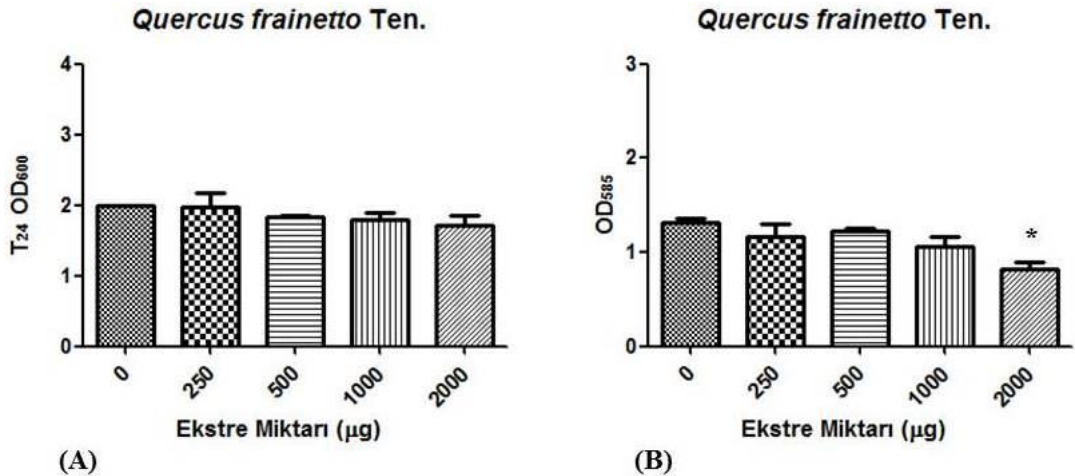 Quercus frainetto Ten.
4
3
2
1
0
T24 OD600
0
250
500
1000
2000
Ekstre Miktarı (µg)
(A)
Quercus frainetto Ten.
3
2
1
0
OD585
*
0
250
500
1000
2000
Ekstre Miktarı (µg)
(B)